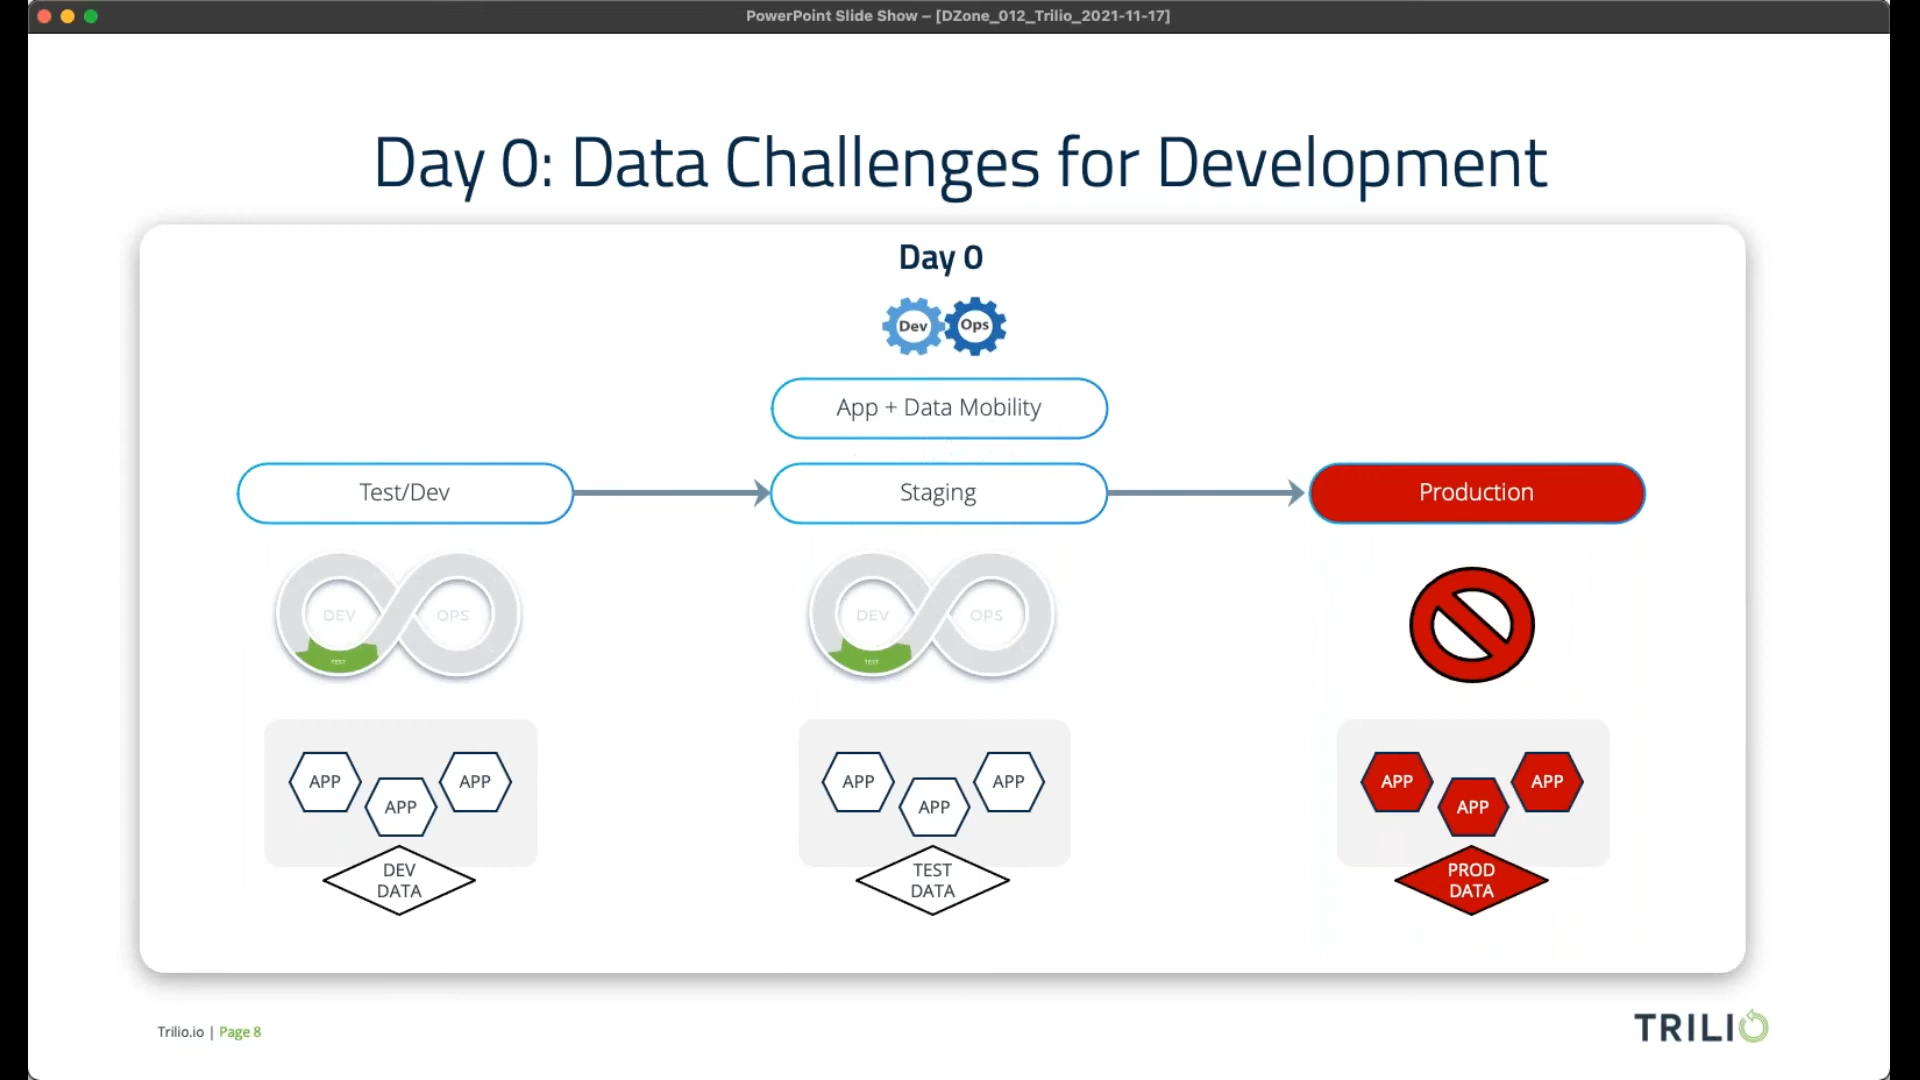 PowerPoint Slide Show – [DZone_012_Trilio_2021-11-17]
Day 0: Data Challenges for Development
Day 0
Dev Ops
App + Data Mobility
Test/Dev
Staging
Production
DEV OPS
TEST
DEV OPS
TEST
APP
APP
APP
DEV
DATA
APP
APP
APP
TEST
DATA
APP
APP
APP
PROD
DATA
Trilio.io | Page 8
TRILIO